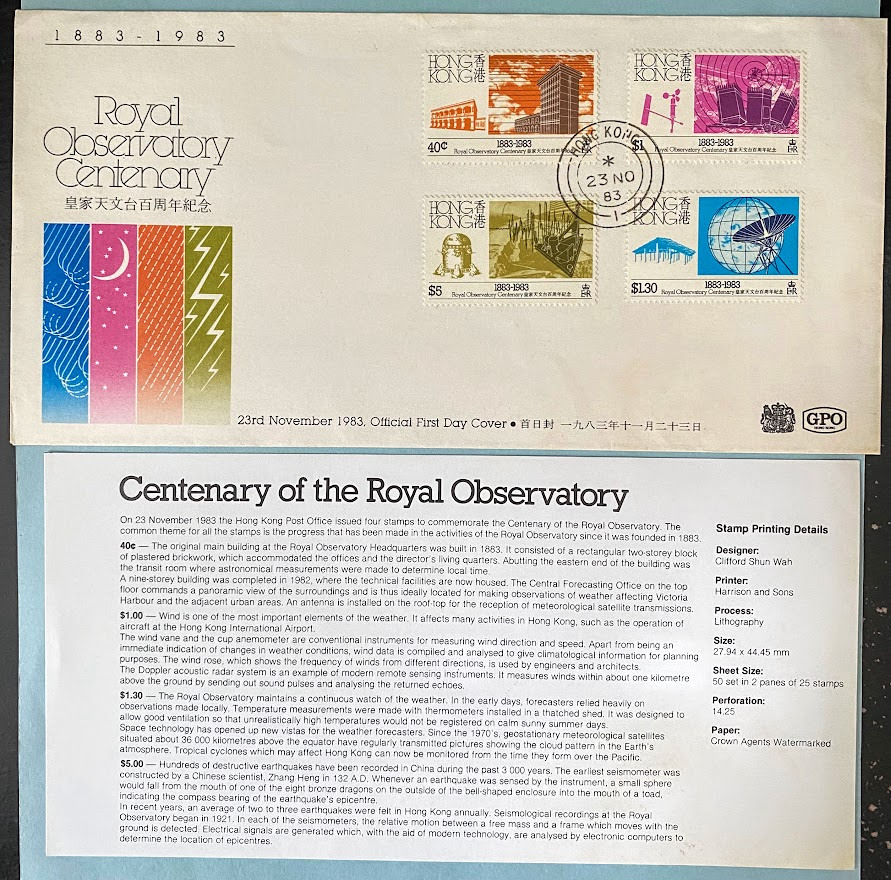 1883-1983
Royal
Observatory
Centenary
皇家天文台百周年紀念
HONG 香
KONG 港
40¢
1883-1983
Royal Observatory Centenary 皇家天文台百周年紀念
HONG 香
KONG 港
$1
1883-1983
Royal Observatory Centenary 皇家天文台百周年紀念
HONG KONG
*
23 NO
83
1
HONG 香
KONG 港
$5
1883-1983
Royal Observatory Centenary 皇家天文台百周年紀念
E R
HONG 香
KONG 港
$1.30
1883-1983
Royal Observatory Centenary 皇家天文台百周年紀念
E R
23rd November 1983, Official First Day Cover • 首日封 一九八三年十一月二十三日
GPO
HONG KONG
Centenary of the Royal Observatory
On 23 November 1983 the Hong Kong Post Office issued four stamps to commemorate the Centenary of the Royal Observatory. The
common theme for all the stamps is the progress that has been made in the activities of the Royal Observatory since it was founded in 1883.
40¢ — The original main building at the Royal Observatory Headquarters was built in 1883. It consisted of a rectangular two-storey block
of plastered brickwork, which accommodated the offices and the director's living quarters. Abutting the eastern end of the building was
the transit room where astronomical measurements were made to determine local time.
A nine-storey building was completed in 1982, where the technical facilities are now housed. The Central Forecasting Office on the top
floor commands a panoramic view of the surroundings and is thus ideally located for making observations of weather affecting Victoria
Harbour and the adjacent urban areas. An antenna is installed on the roof-top for the reception of meteorological satellite transmissions.
$1.00 — Wind is one of the most important elements of the weather. It affects many activities in Hong Kong, such as the operation of
aircraft at the Hong Kong International Airport.
The wind vane and the cup anemometer are conventional instruments for measuring wind direction and speed. Apart from being an
immediate indication of changes in weather conditions, wind data is compiled and analysed to give climatological information for planning
purposes. The wind rose, which shows the frequency of winds from different directions, is used by engineers and architects.
The Doppler acoustic radar system is an example of modern remote sensing instruments. It measures winds within about one kilometre
above the ground by sending out sound pulses and analysing the returned echoes.
$1.30 — The Royal Observatory maintains a continuous watch of the weather. In the early days, forecasters relied heavily on
observations made locally. Temperature measurements were made with thermometers installed in a thatched shed. It was designed to
allow good ventilation so that unrealistically high temperatures would not be registered on calm sunny summer days.
Space technology has opened up new vistas for the weather forecasters. Since the 1970's, geostationary meteorological satellites
situated about 36 000 kilometres above the equator have regularly transmitted pictures showing the cloud pattern in the Earth's
atmosphere. Tropical cyclones which may affect Hong Kong can now be monitored from the time they form over the Pacific.
$5.00 — Hundreds of destructive earthquakes have been recorded in China during the past 3 000 years. The earliest seismometer was
constructed by a Chinese scientist, Zhang Heng in 132 A.D. Whenever an earthquake was sensed by the instrument, a small sphere
would fall from the mouth of one of the eight bronze dragons on the outside of the bell-shaped enclosure into the mouth of a toad,
indicating the compass bearing of the earthquake's epicentre.
In recent years, an average of two to three earthquakes were felt in Hong Kong annually. Seismological recordings at the Royal
Observatory began in 1921. In each of the seismometers, the relative motion between a free mass and a frame which moves with the
ground is detected. Electrical signals are generated which, with the aid of modern technology, are analysed by electronic computers to
determine the location of epicentres.
Stamp Printing Details
Designer:
Clifford Shun Wah
Printer:
Harrison and Sons
Process:
Lithography
Size:
27.94 x 44.45 mm
Sheet Size:
50 set in 2 panes of 25 stamps
Perforation:
14.25
Paper:
Crown Agents Watermarked